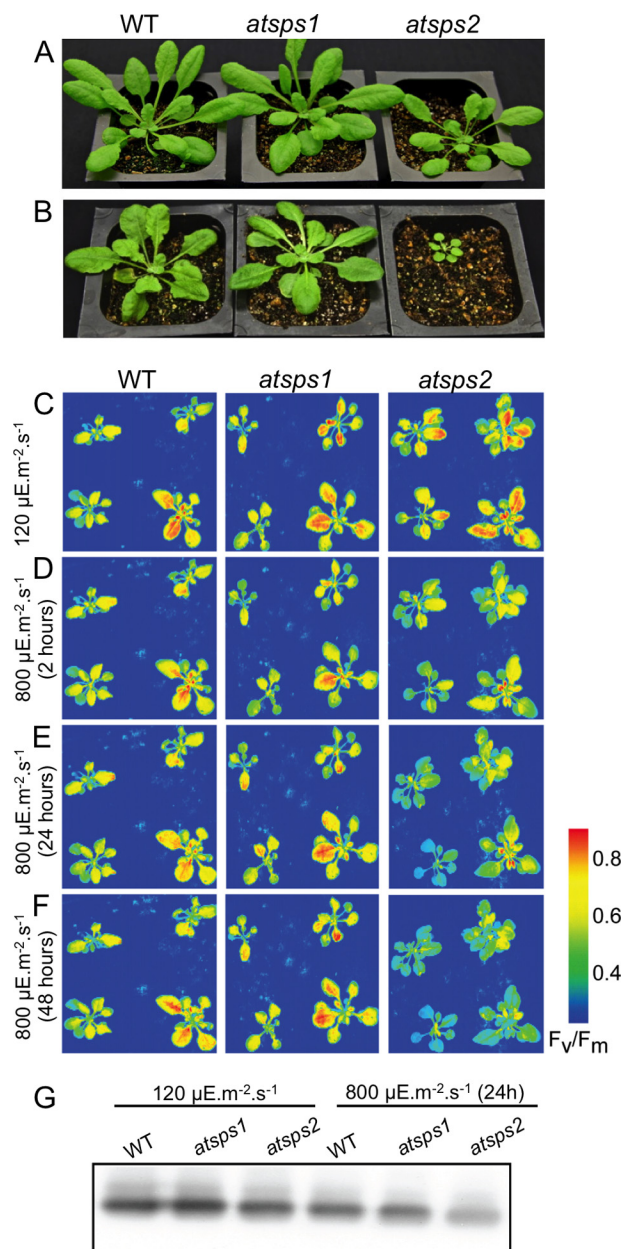 WT atsps1 atsps2
A
B
WT atsps1 atsps2
C
120 µE.m-2.s-1
D
800 µE.m-2.s-1
(2 hours)
E
800 µE.m-2.s-1
(24 hours)
F
800 µE.m-2.s-1
(48 hours)
0.8
0.6
0.4
Fv/Fm
G
120 µE.m-2.s-1 800 µE.m-2.s-1 (24h)
WT atsps1 atsps2 WT atsps1 atsps2